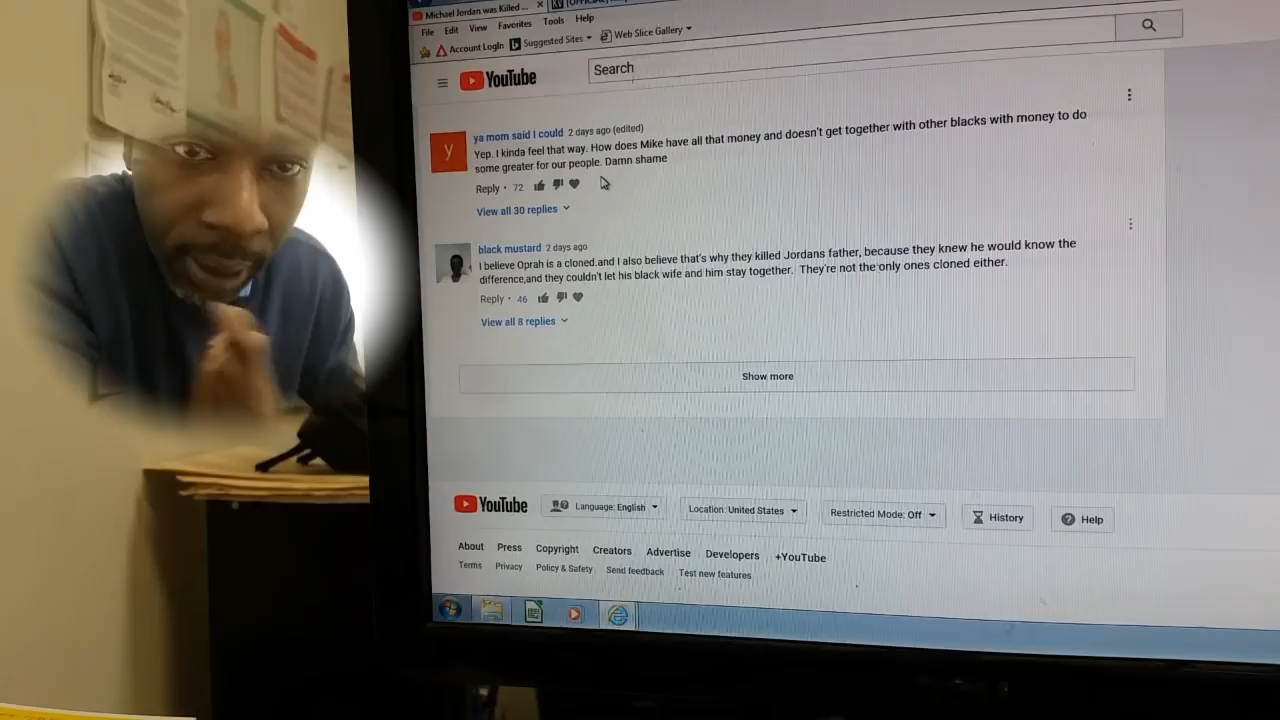 Michael Jordan was Killed ...
File Edit View Favorites Tools Help
Account LogIn Suggested Sites Web Slice Gallery
YouTube
Search
ya mom said I could 2 days ago (edited)
Yep. I kinda feel that way. How does Mike have all that money and doesn't get together with other blacks with money to do
some greater for our people. Damn shame
Reply · 72
View all 30 replies
black mustard 2 days ago
I believe Oprah is a cloned.and I also believe that's why they killed Jordans father, because they knew he would know the
difference,and they couldn't let his black wife and him stay together. They're not the only ones cloned either.
Reply · 46
View all 8 replies
Show more
YouTube Language: English Location: United States Restricted Mode: Off History Help
About Press Copyright Creators Advertise Developers +YouTube
Terms Privacy Policy & Safety Send feedback Test new features